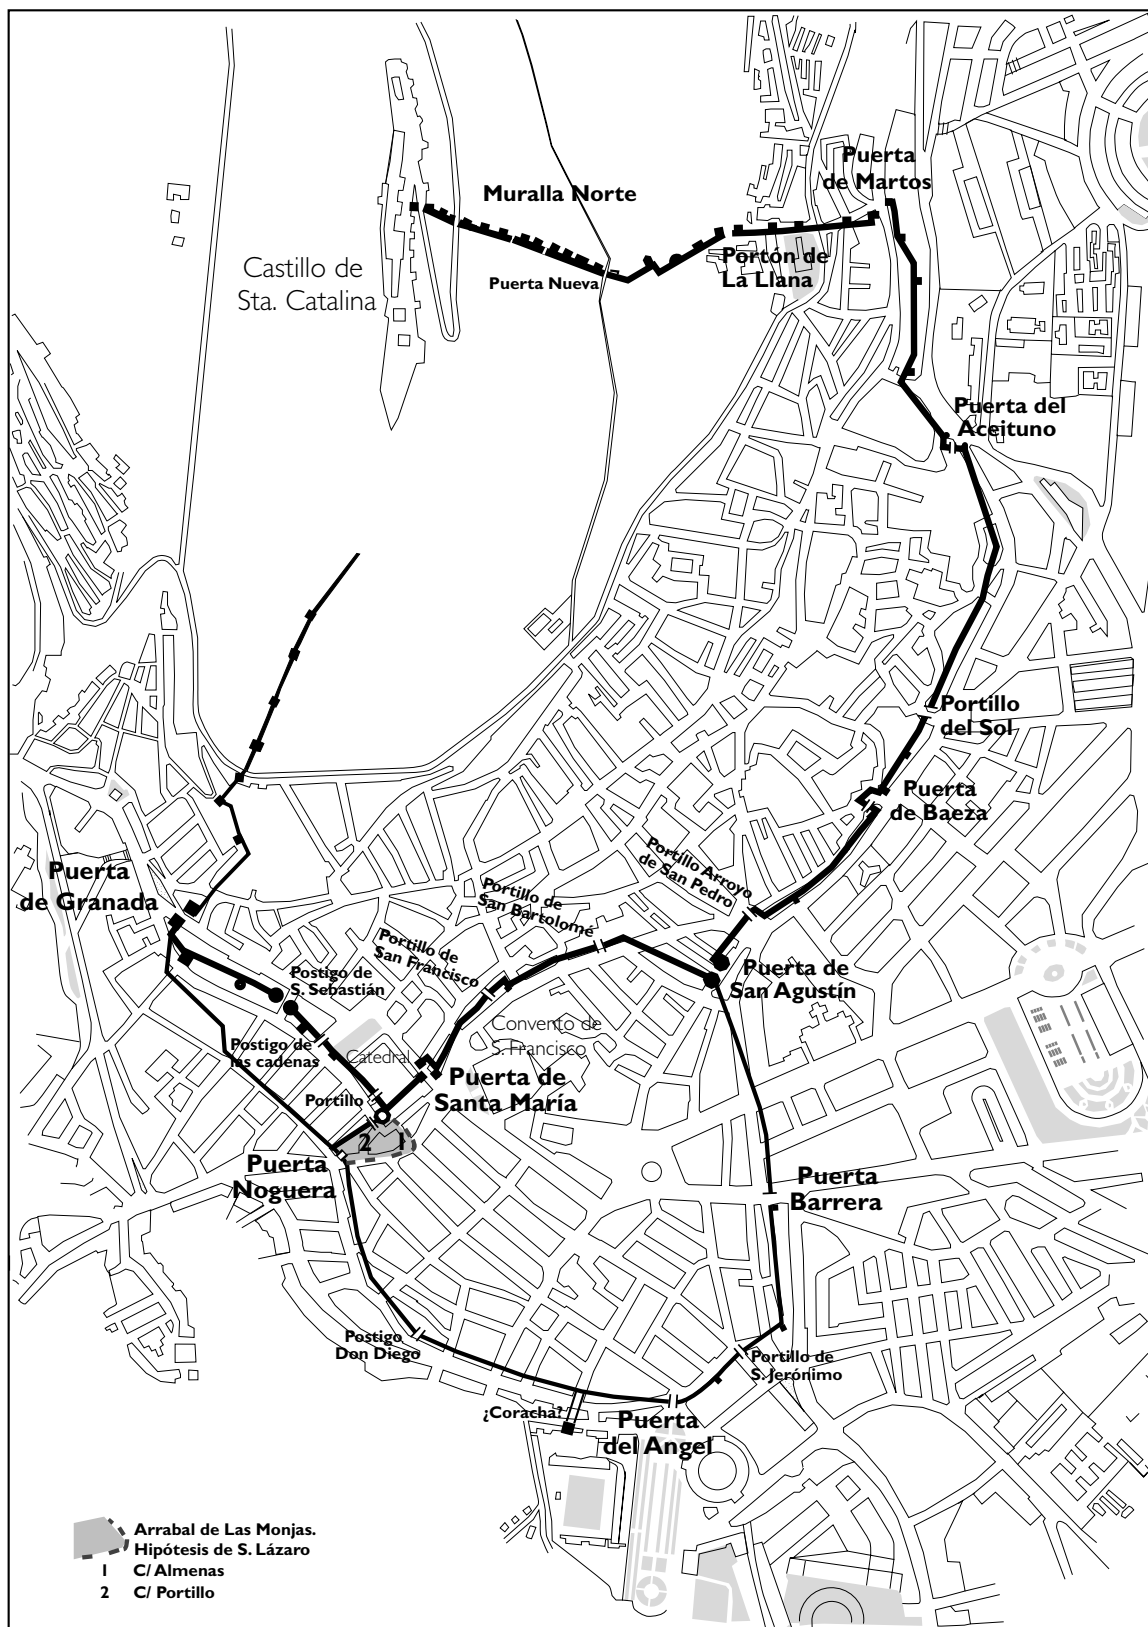 Puerta
de Martos
Muralla Norte
Portón de
La Llana
Castillo de
Sta. Catalina
Puerta Nueva
Puerta del
Aceituno
Portillo
del Sol
Puerta
de Baeza
Portillo Arroyo
de San Pedro
Puerta
de Granada
Portillo de
San Bartolomé
Portillo de
San Francisco
Postigo de
S. Sebastián
Puerta de
San Agustín
Convento de
S. Francisco
Postigo de
las cadenas
Catedral
Puerta de
Santa María
Portillo
2
1
Puerta
Noguera
Puerta
Barrera
Postigo
Don Diego
Portillo de
S. Jerónimo
¿Coracha?
Puerta
del Angel
Arrabal de Las Monjas.
Hipótesis de S. Lázaro
1 C/ Almenas
2 C/ Portillo